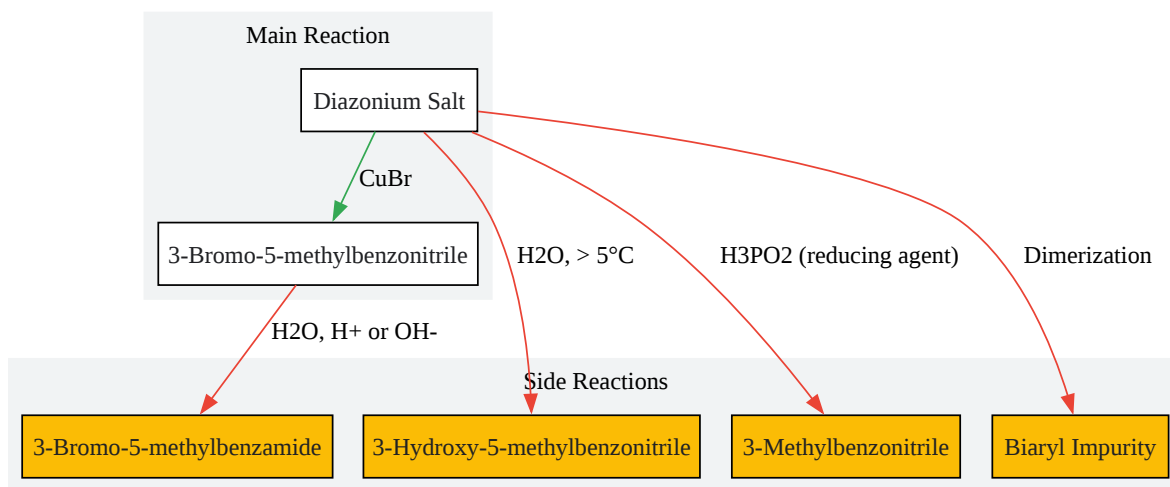 Main Reaction
Diazonium Salt
CuBr
3-Bromo-5-methylbenzonitrile
H2O, > 5°C
H3PO2 (reducing agent)
Dimerization
H2O, H+ or OH-
Side Reactions
3-Bromo-5-methylbenzamide
3-Hydroxy-5-methylbenzonitrile
3-Methylbenzonitrile
Biaryl Impurity